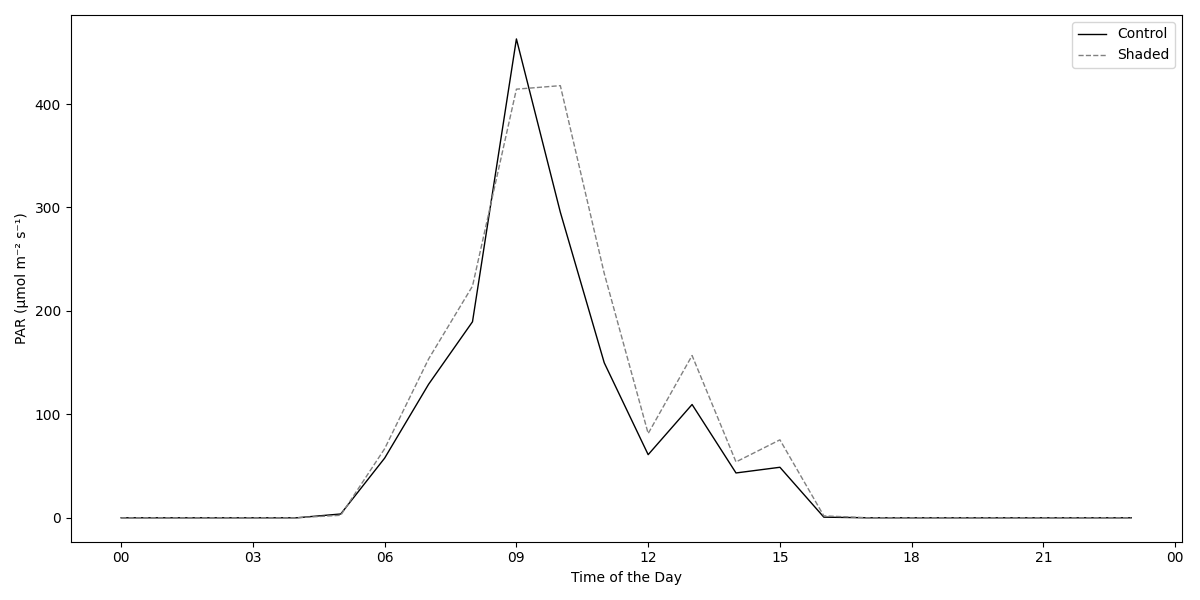 Control
Shaded
400
300
200
100
0
PAR (μmol m⁻² s⁻¹)
00 03 06 09 12 15 18 21 00
Time of the Day